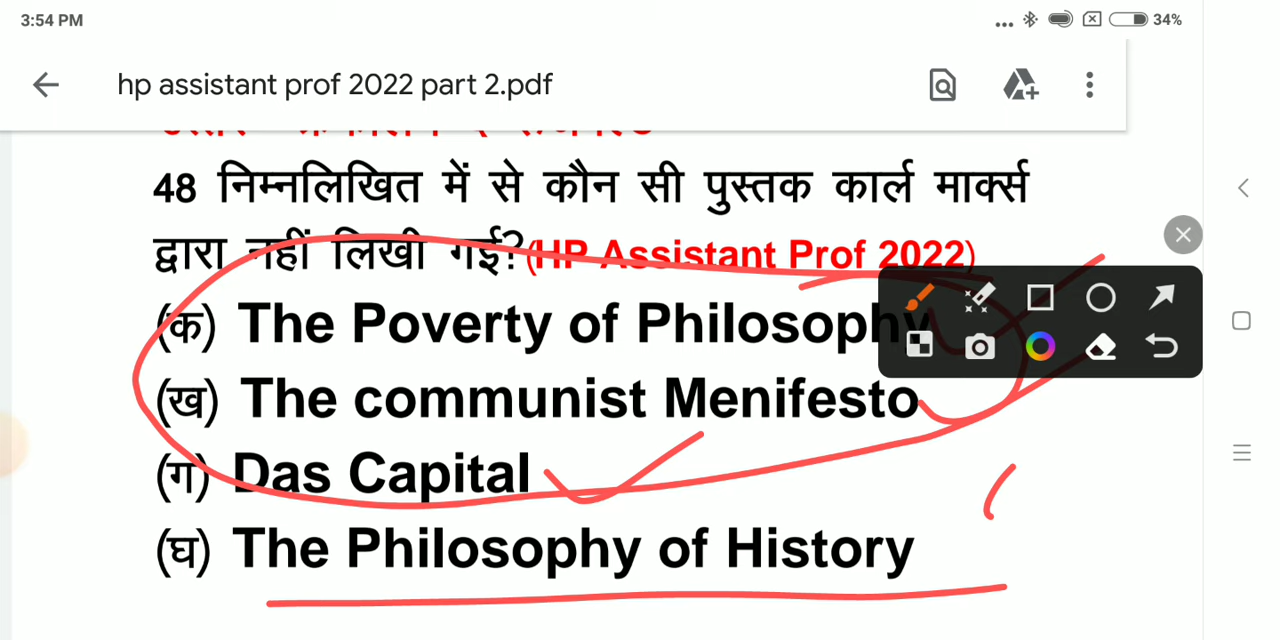 3:54 PM
34%
hp assistant prof 2022 part 2.pdf
48 निम्नलिखित में से कौन सी पुस्तक कार्ल मार्क्स
द्वारा नहीं लिखी गई?(HP Assistant Prof 2022)
(क) The Poverty of Philosophy
(ख) The communist Menifesto
(ग) Das Capital
(घ) The Philosophy of History